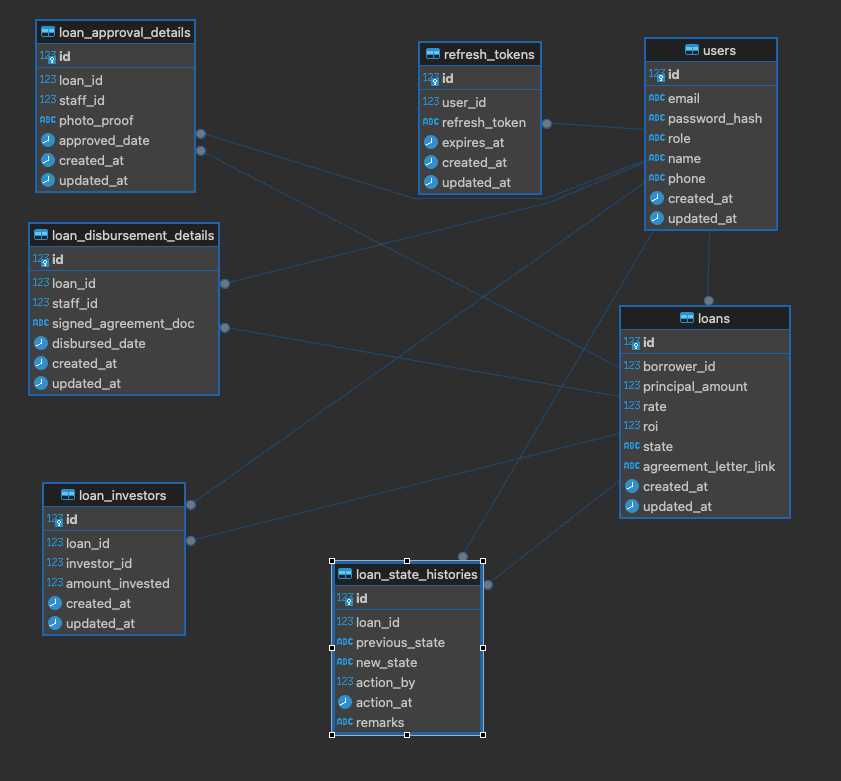 loan_approval_details
123 id
123 loan_id
123 staff_id
ABC photo_proof
approved_date
created_at
updated_at
refresh_tokens
123 id
123 user_id
ABC refresh_token
expires_at
created_at
updated_at
users
123 id
ABC email
ABC password_hash
ABC role
ABC name
ABC phone
created_at
updated_at
loan_disbursement_details
123 id
123 loan_id
123 staff_id
ABC signed_agreement_doc
disbursed_date
created_at
updated_at
loans
123 id
123 borrower_id
123 principal_amount
123 rate
123 roi
ABC state
ABC agreement_letter_link
created_at
updated_at
loan_investors
123 id
123 loan_id
123 investor_id
123 amount_invested
created_at
updated_at
loan_state_histories
123 id
123 loan_id
ABC previous_state
ABC new_state
123 action_by
action_at
ABC remarks